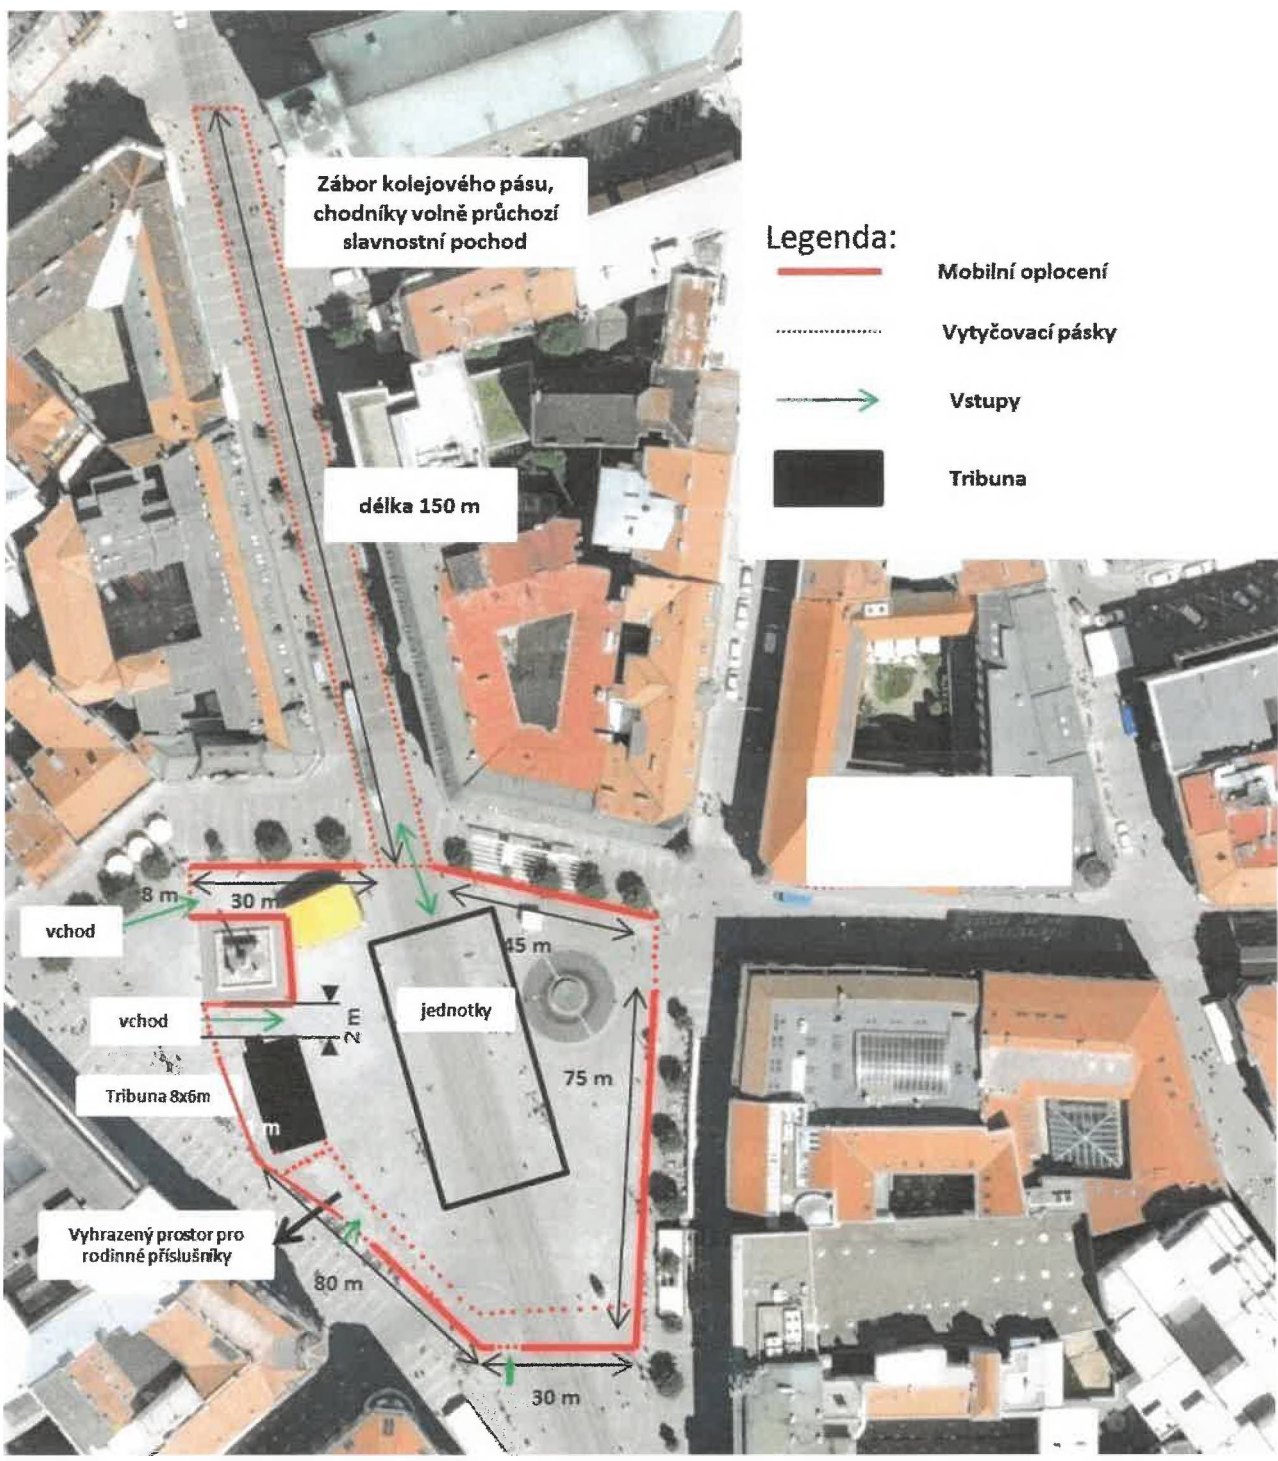 Zábor kolejového pásu,
chodníky volně průchozí
slavnostní pochod
Legenda:
Mobilní oplocení
Vytyčovací pásky
Vstupy
Tribuna
délka 150 m
8 m
30 m
vchod
45 m
jednotky
vchod
2 m
75 m
Tribuna 8x6m
m
Vyhrazený prostor pro
rodinné příslušníky
80 m
30 m